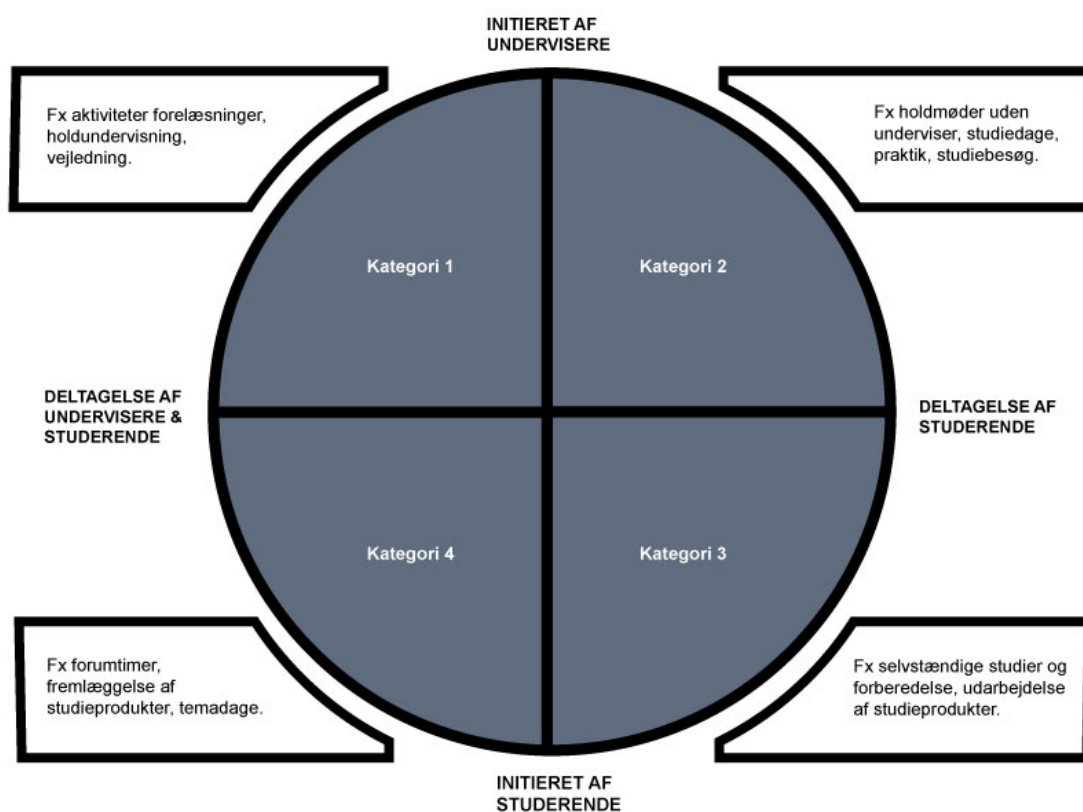 INITIERET AF
UNDERVISERE
Fx aktiviteter forelæsninger,
holdundervisning,
vejledning.
Fx holdmøder uden
underviser, studiedage,
praktik, studiebesøg.
Kategori 1
Kategori 2
DELTAGELSE AF
UNDERVISERE &
STUDERENDE
DELTAGELSE AF
STUDERENDE
Kategori 4
Kategori 3
Fx forumtimer,
fremlæggelse af
studieprodukter, temadage.
Fx selvstændige studier og
forberedelse, udarbejdelse
af studieprodukter.
INITIERET AF
STUDERENDE